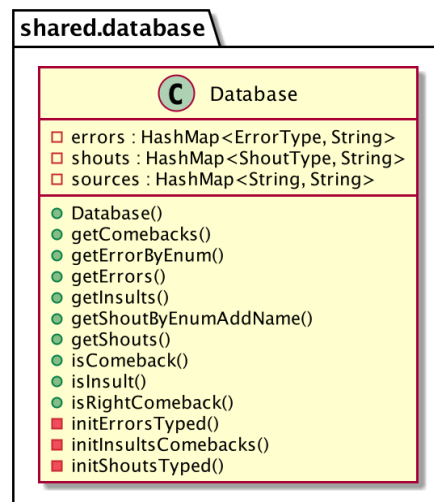 shared.database
C Database
errors : HashMap<ErrorType, String>
shouts : HashMap<ShoutType, String>
sources : HashMap<String, String>
Database()
getComebacks()
getErrorByEnum()
getErrors()
getInsults()
getShoutByEnumAddName()
getShouts()
isComeback()
isInsult()
isRightComeback()
initErrorsTyped()
initInsultsComebacks()
initShoutsTyped()